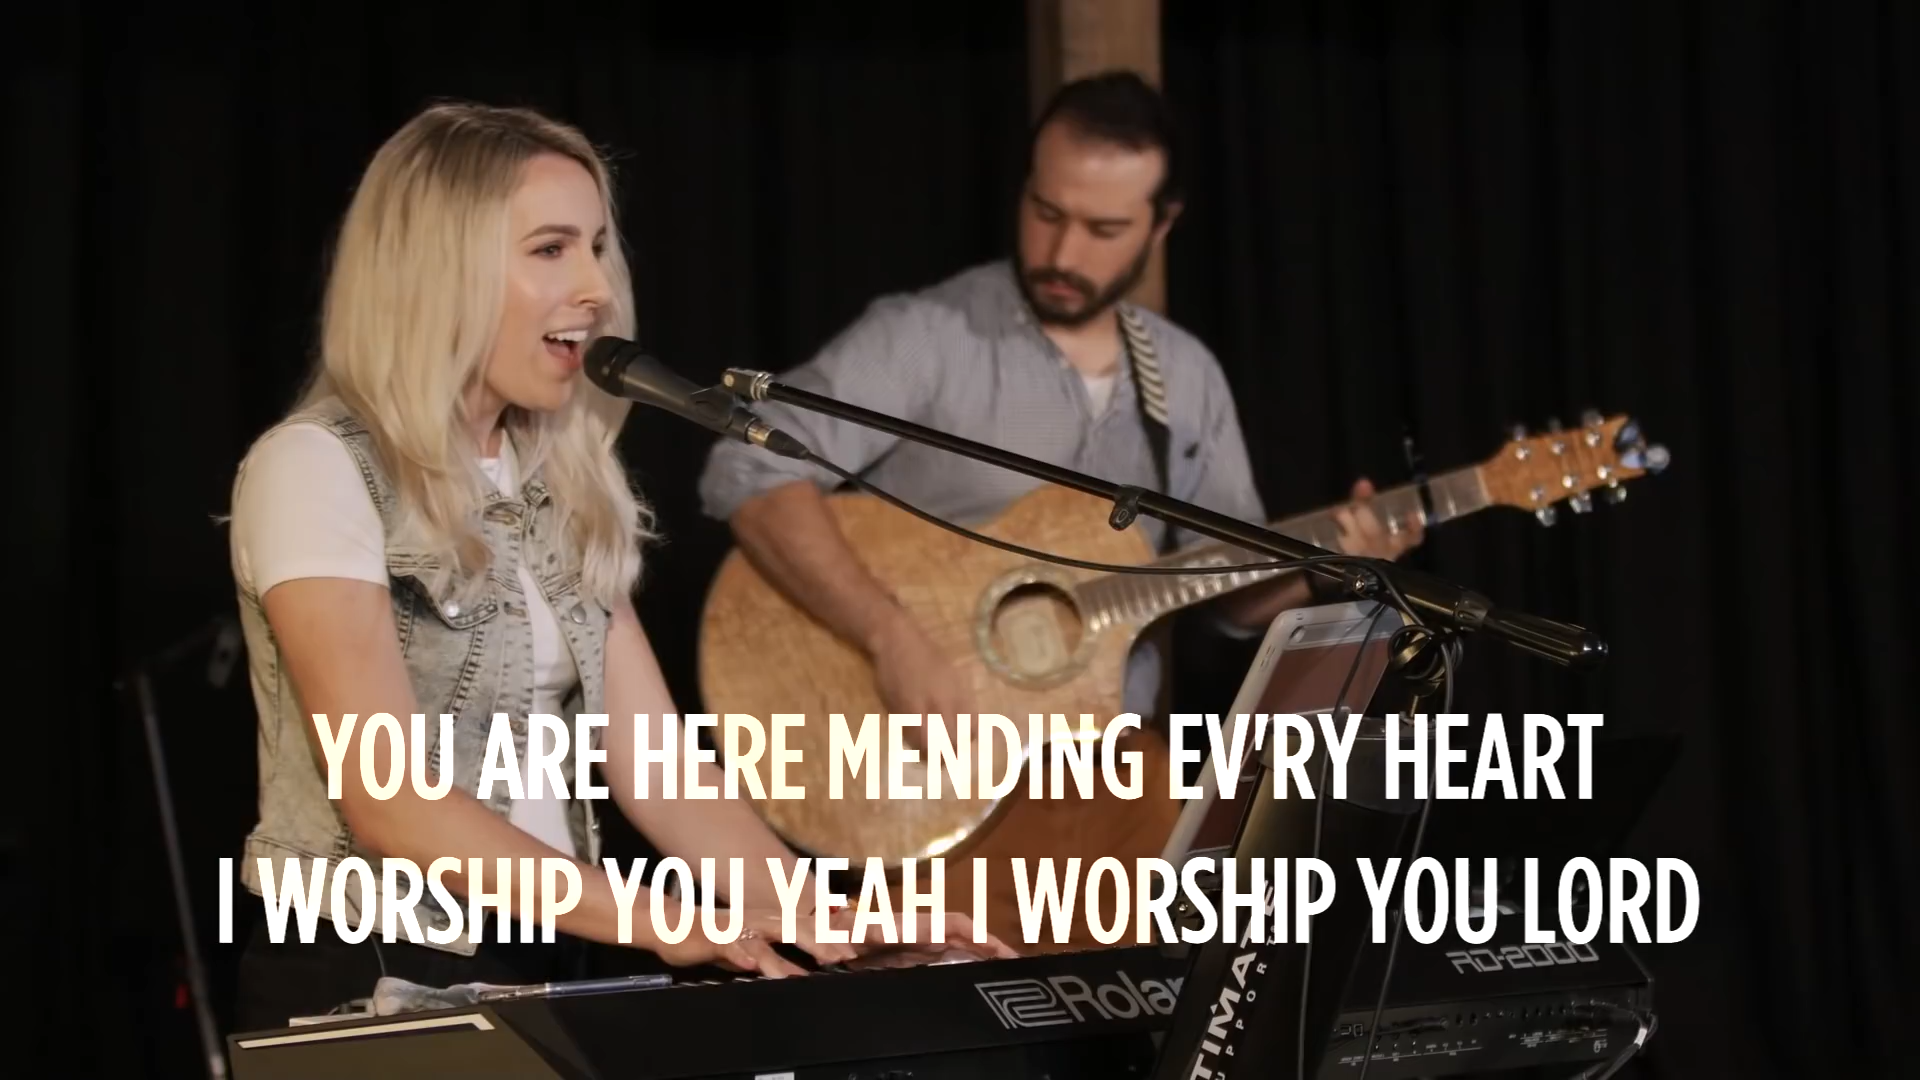 YOU ARE HERE MENDING EV'RY HEART
I WORSHIP YOU YEAH I WORSHIP YOU LORD
Roland
RD-2000